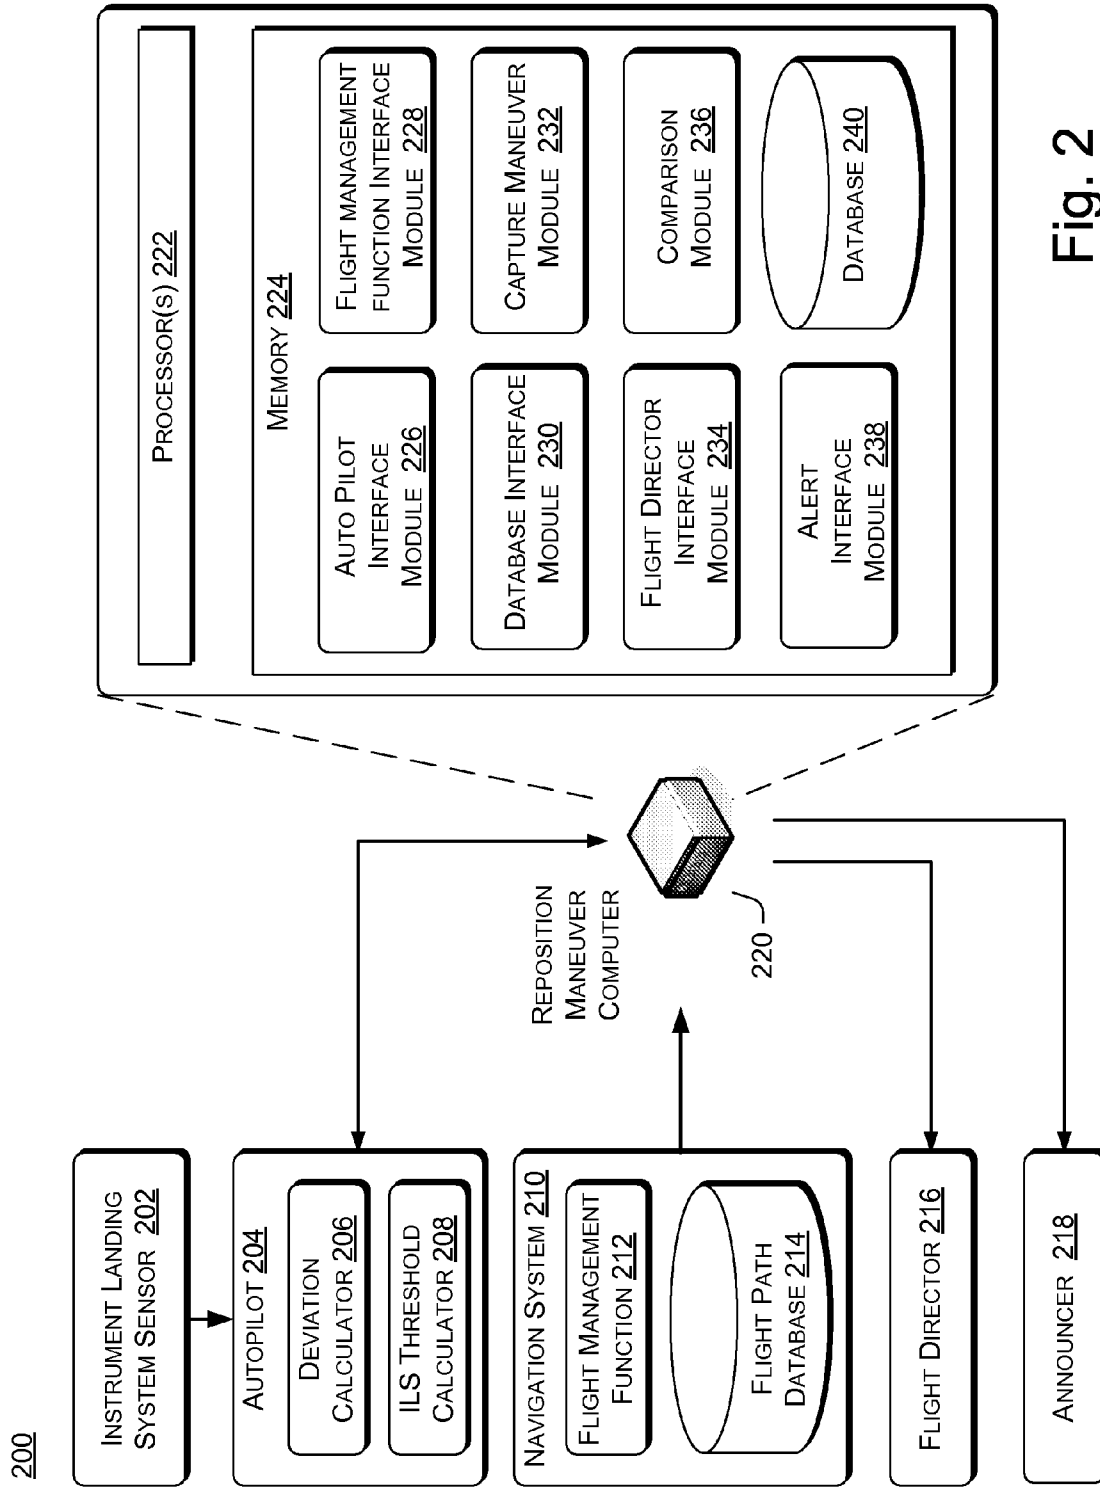 200
INSTRUMENT LANDING
SYSTEM SENSOR 202
AUTOPILOT 204
DEVIATION
CALCULATOR 206
ILS THRESHOLD
CALCULATOR 208
NAVIGATION SYSTEM 210
FLIGHT MANAGEMENT
FUNCTION 212
FLIGHT PATH
DATABASE 214
FLIGHT DIRECTOR 216
ANNOUNCER 218
REPOSITION
MANEUVER
COMPUTER
220
PROCESSOR(S) 222
MEMORY 224
AUTO PILOT
INTERFACE
MODULE 226
FLIGHT MANAGEMENT
FUNCTION INTERFACE
MODULE 228
DATABASE INTERFACE
MODULE 230
CAPTURE MANEUVER
MODULE 232
FLIGHT DIRECTOR
INTERFACE
MODULE 234
COMPARISON
MODULE 236
ALERT
INTERFACE
MODULE 238
DATABASE 240
Fig. 2